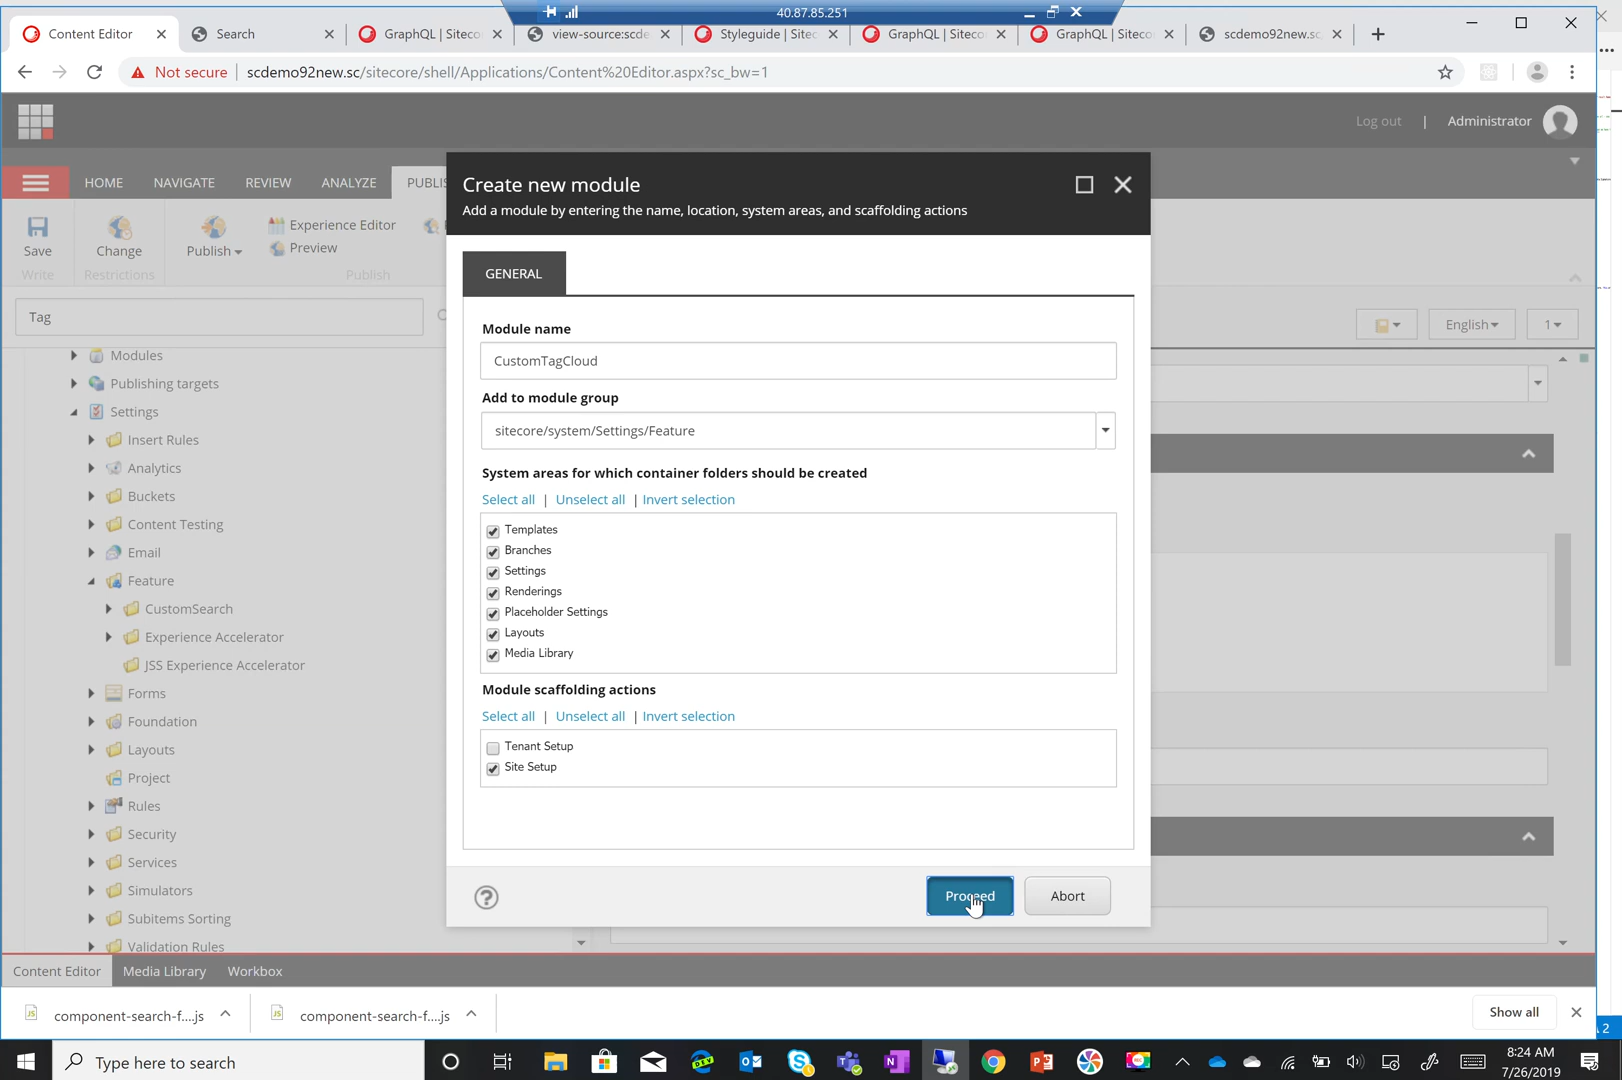 40.87.85.251
Content Editor
Search
GraphQL | Siteco
view-source:scde
Styleguide | Sitec
GraphQL | Siteco
GraphQL | Siteco
scdemo92new.sc
Not secure
scdemo92new.sc/sitecore/shell/Applications/Content%20Editor.aspx?sc_bw=1
Log out | Administrator
HOME
NAVIGATE
REVIEW
ANALYZE
PUBLIS
Save
Change
Publish
Experience Editor
Preview
Write
Restrictions
Publish
Tag
English
1
Modules
Publishing targets
Settings
Insert Rules
Analytics
Buckets
Content Testing
Email
Feature
CustomSearch
Experience Accelerator
JSS Experience Accelerator
Forms
Foundation
Layouts
Project
Rules
Security
Services
Simulators
Subitems Sorting
Validation Rules
Create new module
Add a module by entering the name, location, system areas, and scaffolding actions
GENERAL
Module name
CustomTagCloud
Add to module group
sitecore/system/Settings/Feature
System areas for which container folders should be created
Select all | Unselect all | Invert selection
Templates
Branches
Settings
Renderings
Placeholder Settings
Layouts
Media Library
Module scaffolding actions
Select all | Unselect all | Invert selection
Tenant Setup
Site Setup
?
Proceed
Abort
Content Editor
Media Library
Workbox
component-search-f....js
component-search-f....js
Show all
2
Type here to search
8:24 AM
7/26/2019